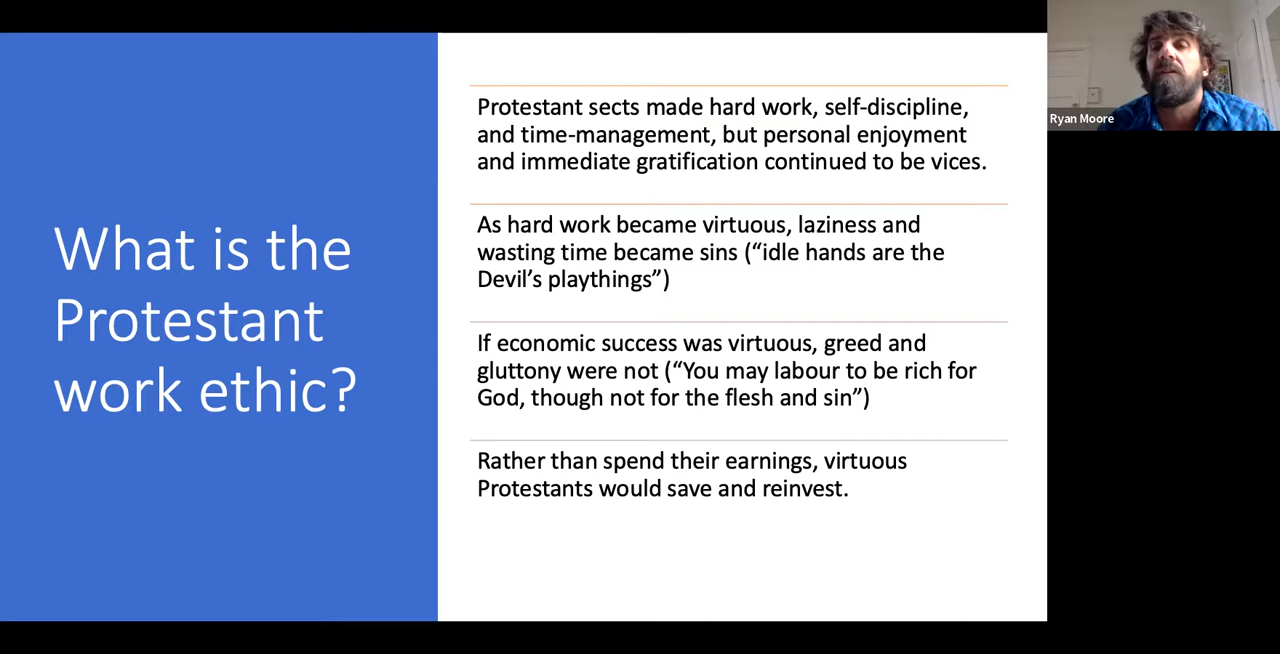 What is the
Protestant
work ethic?
Protestant sects made hard work, self-discipline,
and time-management, but personal enjoyment
and immediate gratification continued to be vices.
As hard work became virtuous, laziness and
wasting time became sins (“idle hands are the
Devil’s playthings”)
If economic success was virtuous, greed and
gluttony were not (“You may labour to be rich for
God, though not for the flesh and sin”)
Rather than spend their earnings, virtuous
Protestants would save and reinvest.
Ryan Moore